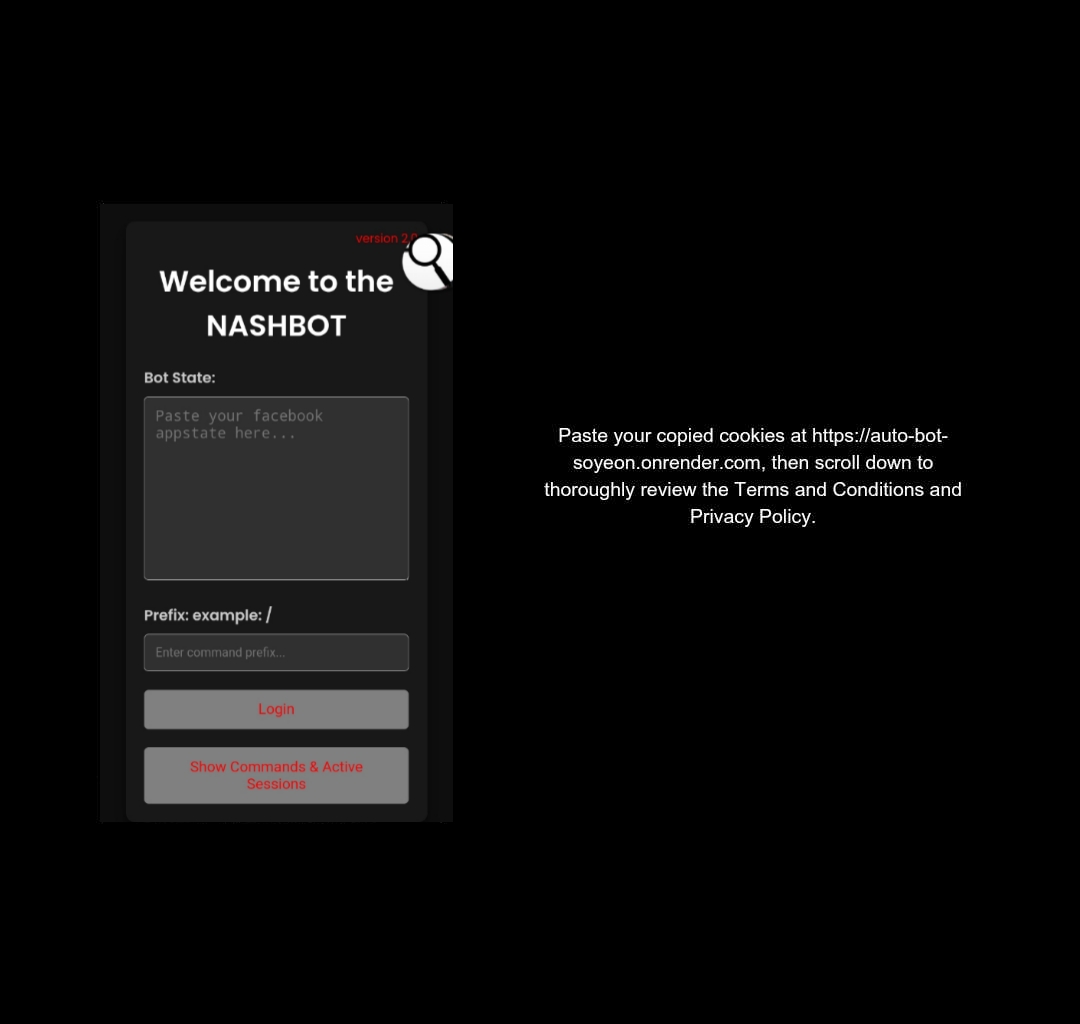 version 2.0
Welcome to the
NASHBOT
Bot State:
Paste your facebook
appstate here...
Prefix: example: /
Enter command prefix...
Login
Show Commands & Active
Sessions
Paste your copied cookies at https://auto-bot-
soyeon.onrender.com, then scroll down to
thoroughly review the Terms and Conditions and
Privacy Policy.